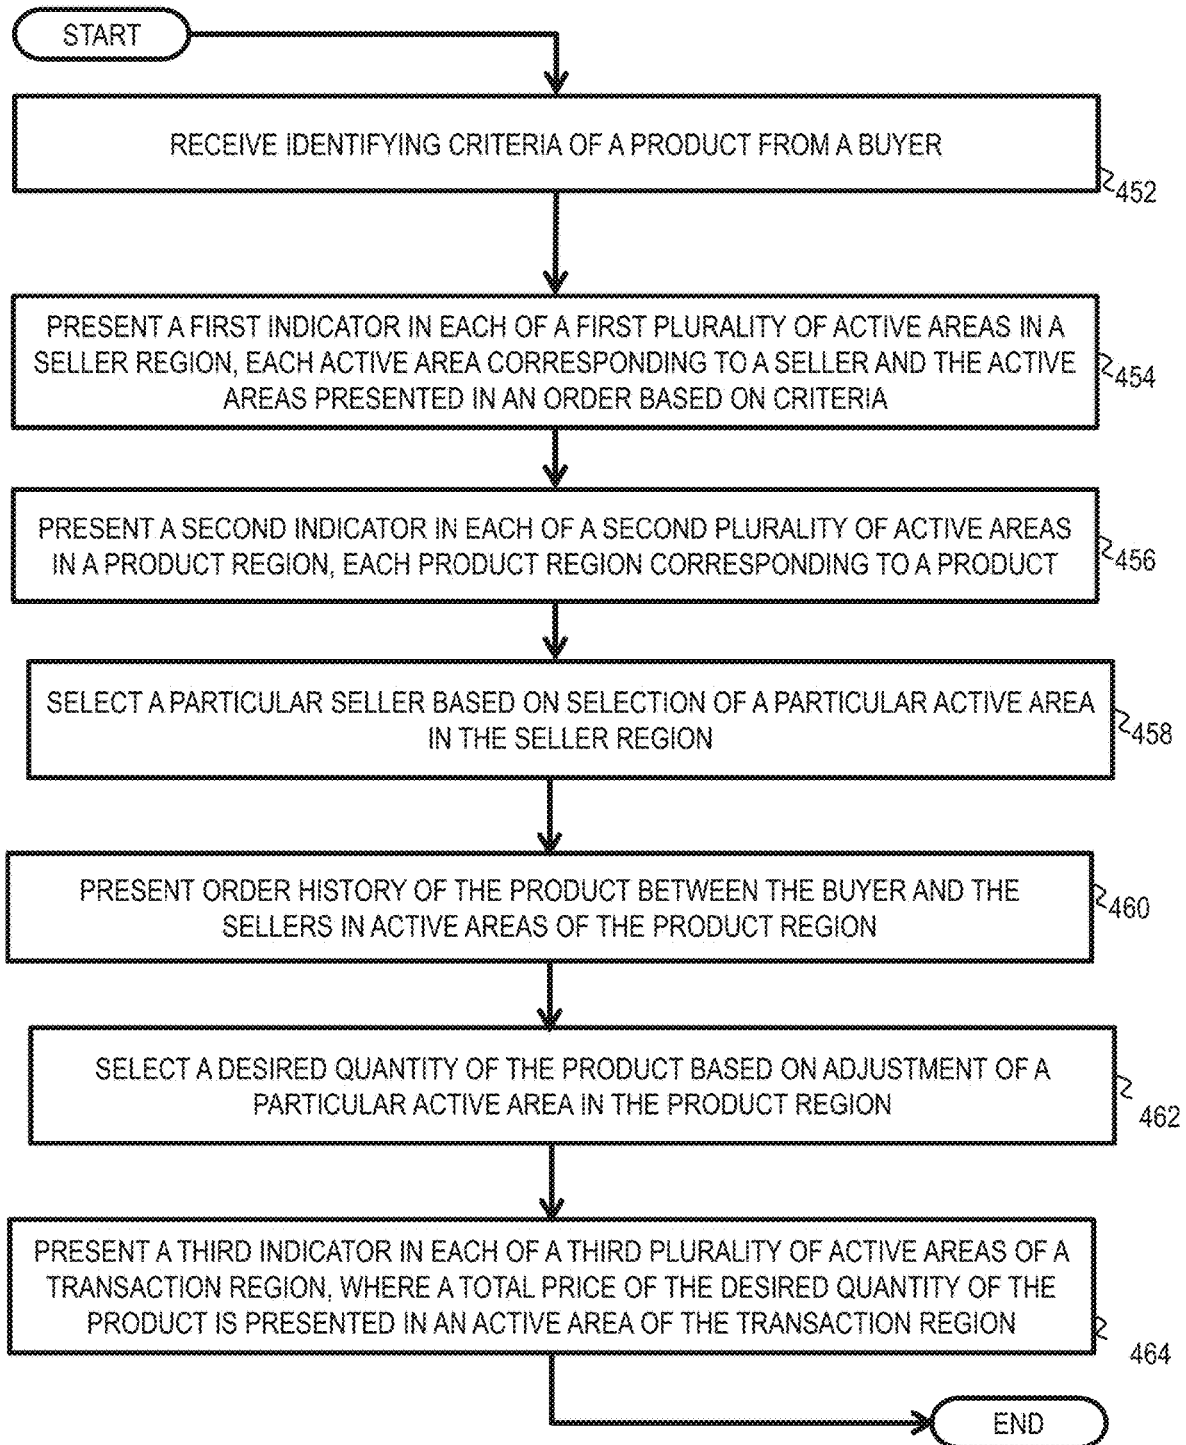 START
RECEIVE IDENTIFYING CRITERIA OF A PRODUCT FROM A BUYER
452
PRESENT A FIRST INDICATOR IN EACH OF A FIRST PLURALITY OF ACTIVE AREAS IN A
SELLER REGION, EACH ACTIVE AREA CORRESPONDING TO A SELLER AND THE ACTIVE
AREAS PRESENTED IN AN ORDER BASED ON CRITERIA
454
PRESENT A SECOND INDICATOR IN EACH OF A SECOND PLURALITY OF ACTIVE AREAS
IN A PRODUCT REGION, EACH PRODUCT REGION CORRESPONDING TO A PRODUCT
456
SELECT A PARTICULAR SELLER BASED ON SELECTION OF A PARTICULAR ACTIVE AREA
IN THE SELLER REGION
458
PRESENT ORDER HISTORY OF THE PRODUCT BETWEEN THE BUYER AND THE
SELLERS IN ACTIVE AREAS OF THE PRODUCT REGION
460
SELECT A DESIRED QUANTITY OF THE PRODUCT BASED ON ADJUSTMENT OF A
PARTICULAR ACTIVE AREA IN THE PRODUCT REGION
462
PRESENT A THIRD INDICATOR IN EACH OF A THIRD PLURALITY OF ACTIVE AREAS OF A
TRANSACTION REGION, WHERE A TOTAL PRICE OF THE DESIRED QUANTITY OF THE
PRODUCT IS PRESENTED IN AN ACTIVE AREA OF THE TRANSACTION REGION
464
END